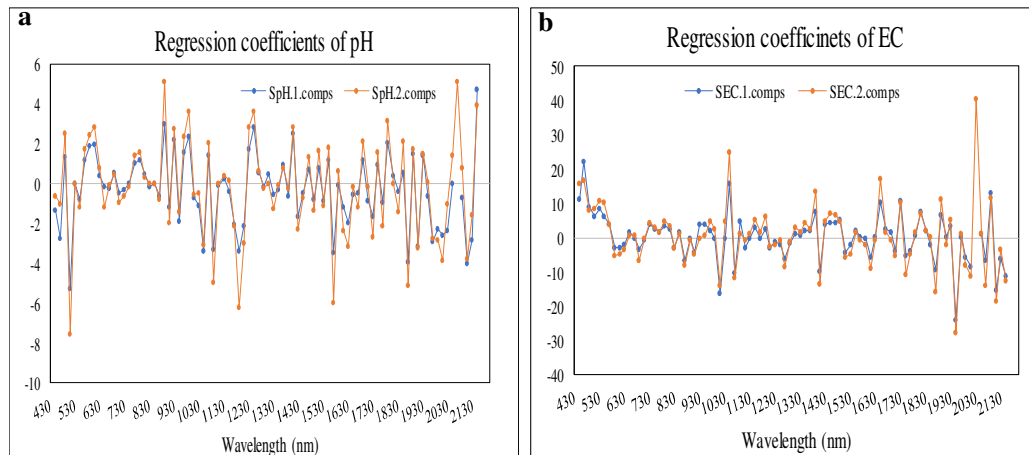 a
Regression coefficients of pH
SpH.1.comps SpH.2.comps
6
4
2
0
-2
-4
-6
-8
-10
430 530 630 730 830 930 1030 1130 1230 1330 1430 1530 1630 1730 1830 1930 2030 2130
Wavelength (nm)
b
Regression coefficinets of EC
SEC.1.comps SEC.2.comps
50
40
30
20
10
0
-10
-20
-30
-40
430 530 630 730 830 930 1030 1130 1230 1330 1430 1530 1630 1730 1830 1930 2030 2130
Wavelength (nm)